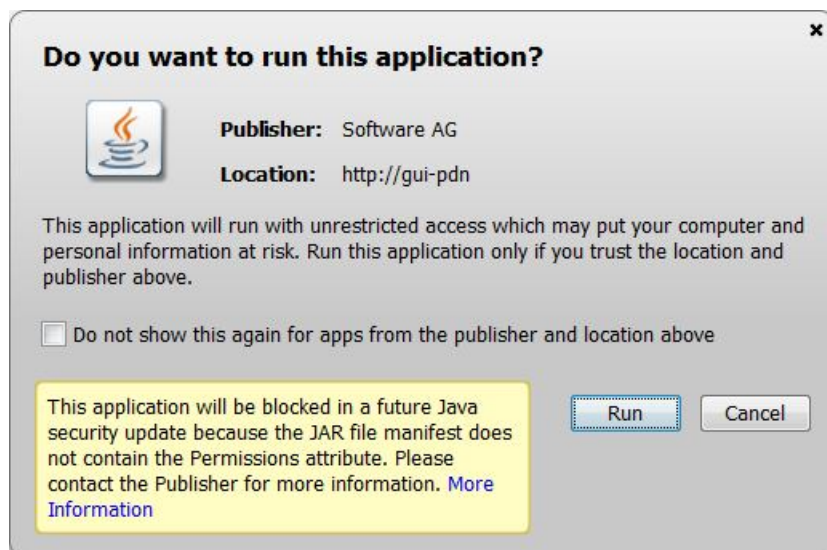 Do you want to run this application?
Publisher: Software AG
Location: http://gui-pdn
This application will run with unrestricted access which may put your computer and
personal information at risk. Run this application only if you trust the location and
publisher above.
Do not show this again for apps from the publisher and location above
This application will be blocked in a future Java
security update because the JAR file manifest does
not contain the Permissions attribute. Please
contact the Publisher for more information. More
Information
Run
Cancel